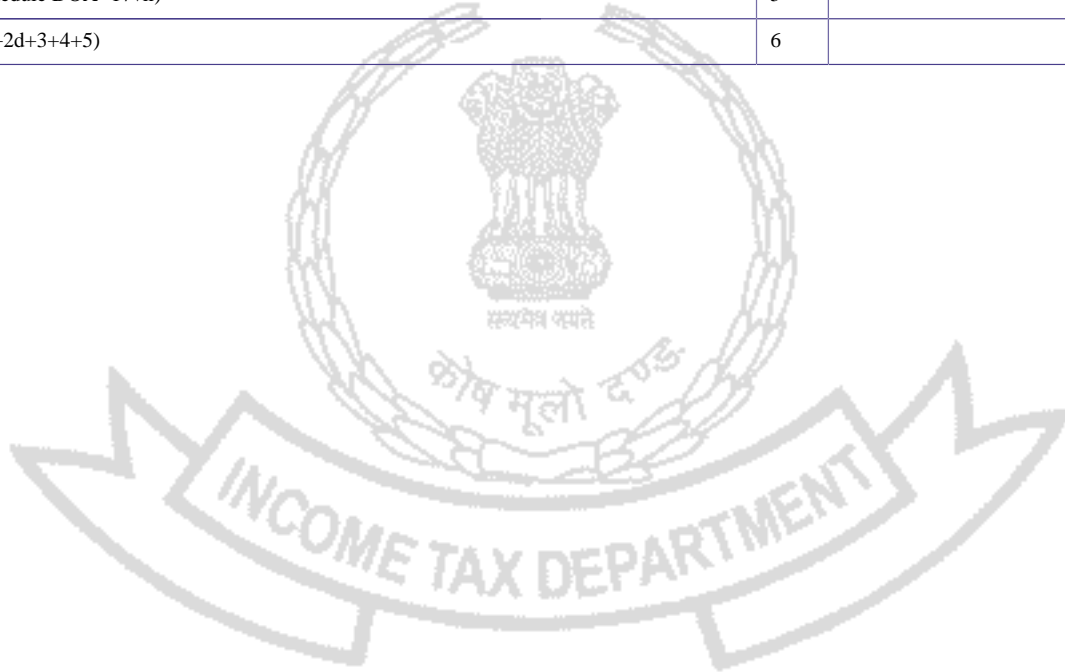 -2d+3+4+5) 6
सत्यमेव जयते
कोष मूलो दण्डः
INCOME TAX DEPARTMENT